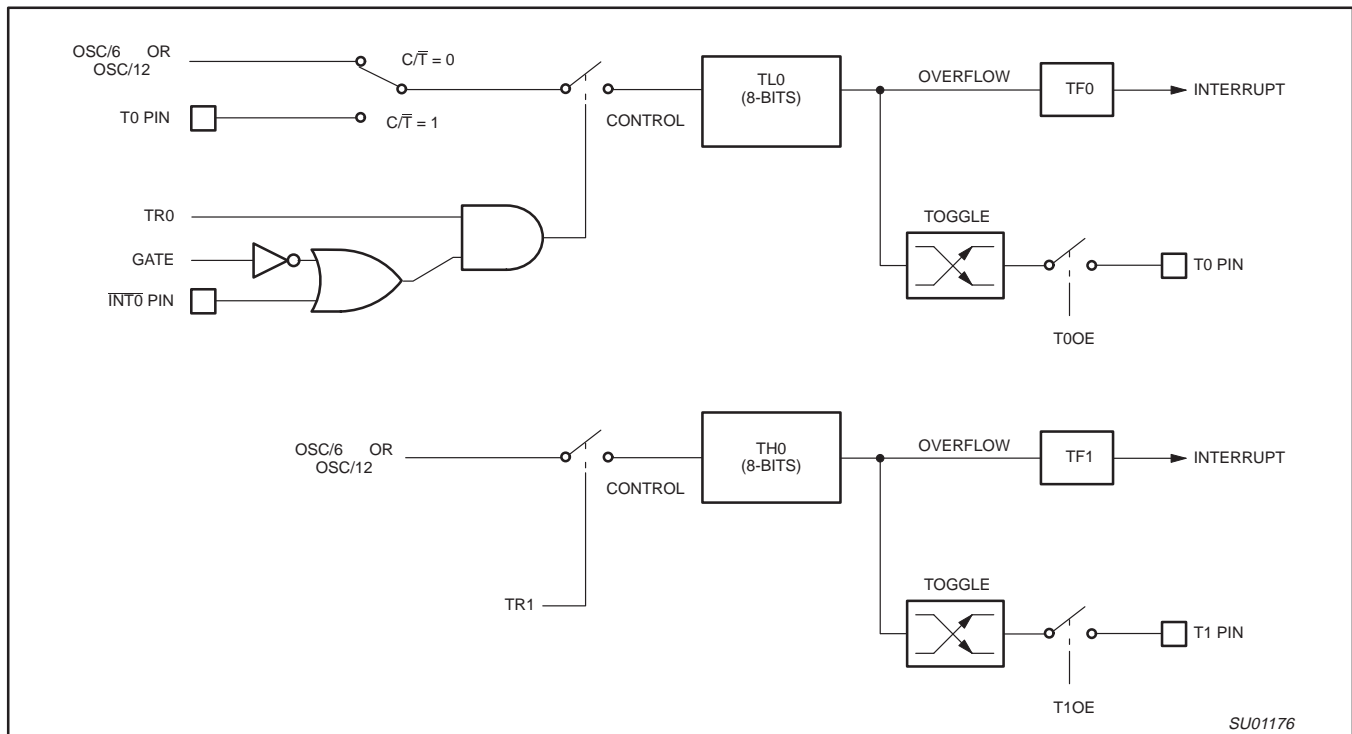 OSC/6 OR
OSC/12
C/T̅ = 0
T0 PIN
C/T̅ = 1
CONTROL
TL0
(8-BITS)
OVERFLOW
TF0
INTERRUPT
TR0
GATE
I̅N̅T̅0̅ PIN
TOGGLE
T0 PIN
T0OE
OSC/6 OR
OSC/12
CONTROL
TH0
(8-BITS)
OVERFLOW
TF1
INTERRUPT
TR1
TOGGLE
T1 PIN
T1OE
SU01176